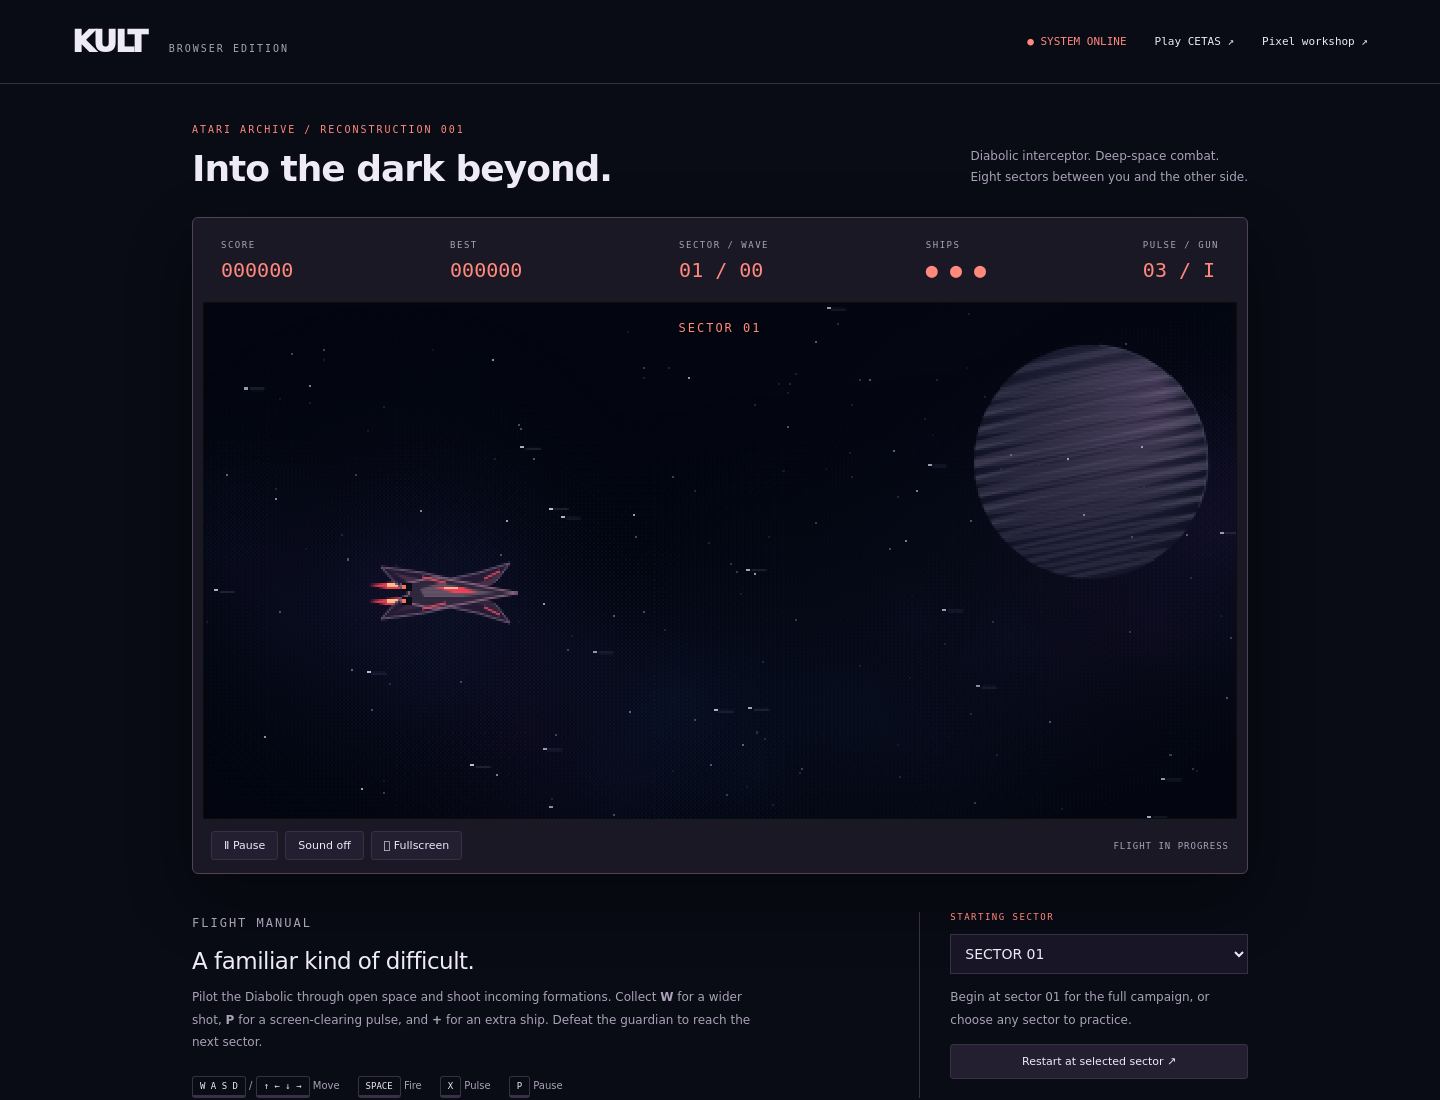 KULT BROWSER EDITION
● SYSTEM ONLINE Play CETAS ↗ Pixel workshop ↗
ATARI ARCHIVE / RECONSTRUCTION 001
Into the dark beyond.
Diabolic interceptor. Deep-space combat.
Eight sectors between you and the other side.
SCORE BEST SECTOR / WAVE SHIPS PULSE / GUN
000000 000000 01 / 00 ● ● ● 03 / I
SECTOR 01
Ⅱ Pause Sound off Fullscreen FLIGHT IN PROGRESS
FLIGHT MANUAL
A familiar kind of difficult.
Pilot the Diabolic through open space and shoot incoming formations. Collect W for a wider
shot, P for a screen-clearing pulse, and + for an extra ship. Defeat the guardian to reach the
next sector.
W A S D / ↑ ← ↓ → Move SPACE Fire X Pulse P Pause
STARTING SECTOR
SECTOR 01
Begin at sector 01 for the full campaign, or
choose any sector to practice.
Restart at selected sector ↗